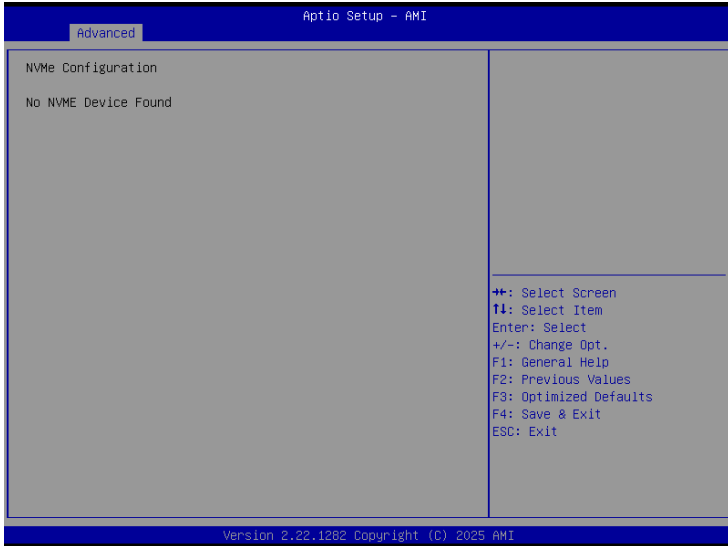 Aptio Setup – AMI
Advanced
NVMe Configuration
No NVME Device Found
→←: Select Screen
↑↓: Select Item
Enter: Select
+/-: Change Opt.
F1: General Help
F2: Previous Values
F3: Optimized Defaults
F4: Save & Exit
ESC: Exit
Version 2.22.1282 Copyright (C) 2025 AMI